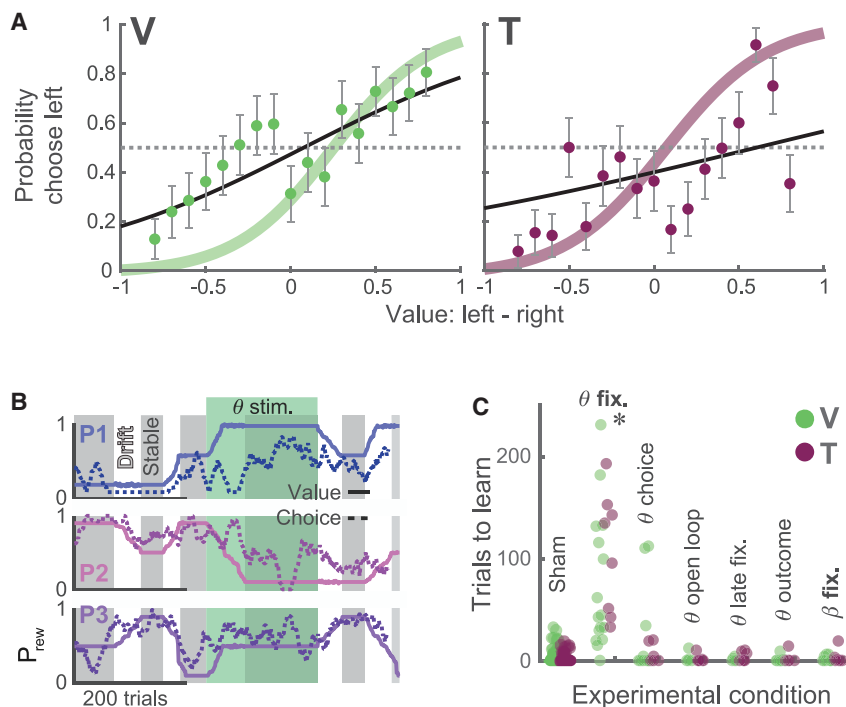 A
V
T
Probability
choose left
1
0.8
0.6
0.4
0.2
0
-1
-0.5
0
0.5
1
-1
-0.5
0
0.5
1
Value: left - right
B
θ stim.
1
P1
Drift
Stable
0
Value
Choice
1
P2
0
1
P3
0
P_rew
200 trials
C
θ fix.
*
V
T
200
100
0
Trials to learn
Sham
θ choice
θ open loop
θ late fix.
θ outcome
β fix.
Experimental condition